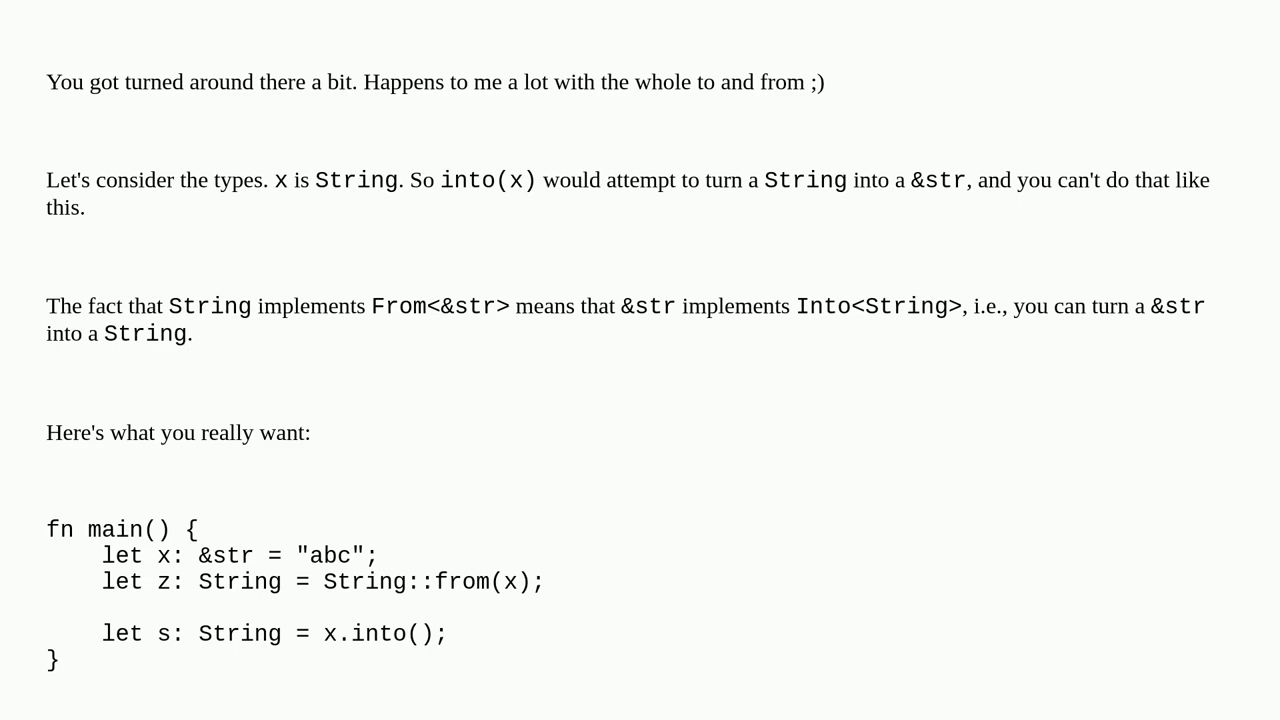 You got turned around there a bit. Happens to me a lot with the whole to and from ;)
Let's consider the types. x is String. So into(x) would attempt to turn a String into a &str, and you can't do that like
this.
The fact that String implements From<&str> means that &str implements Into<String>, i.e., you can turn a &str
into a String.
Here's what you really want:
fn main() {
    let x: &str = "abc";
    let z: String = String::from(x);
    let s: String = x.into();
}